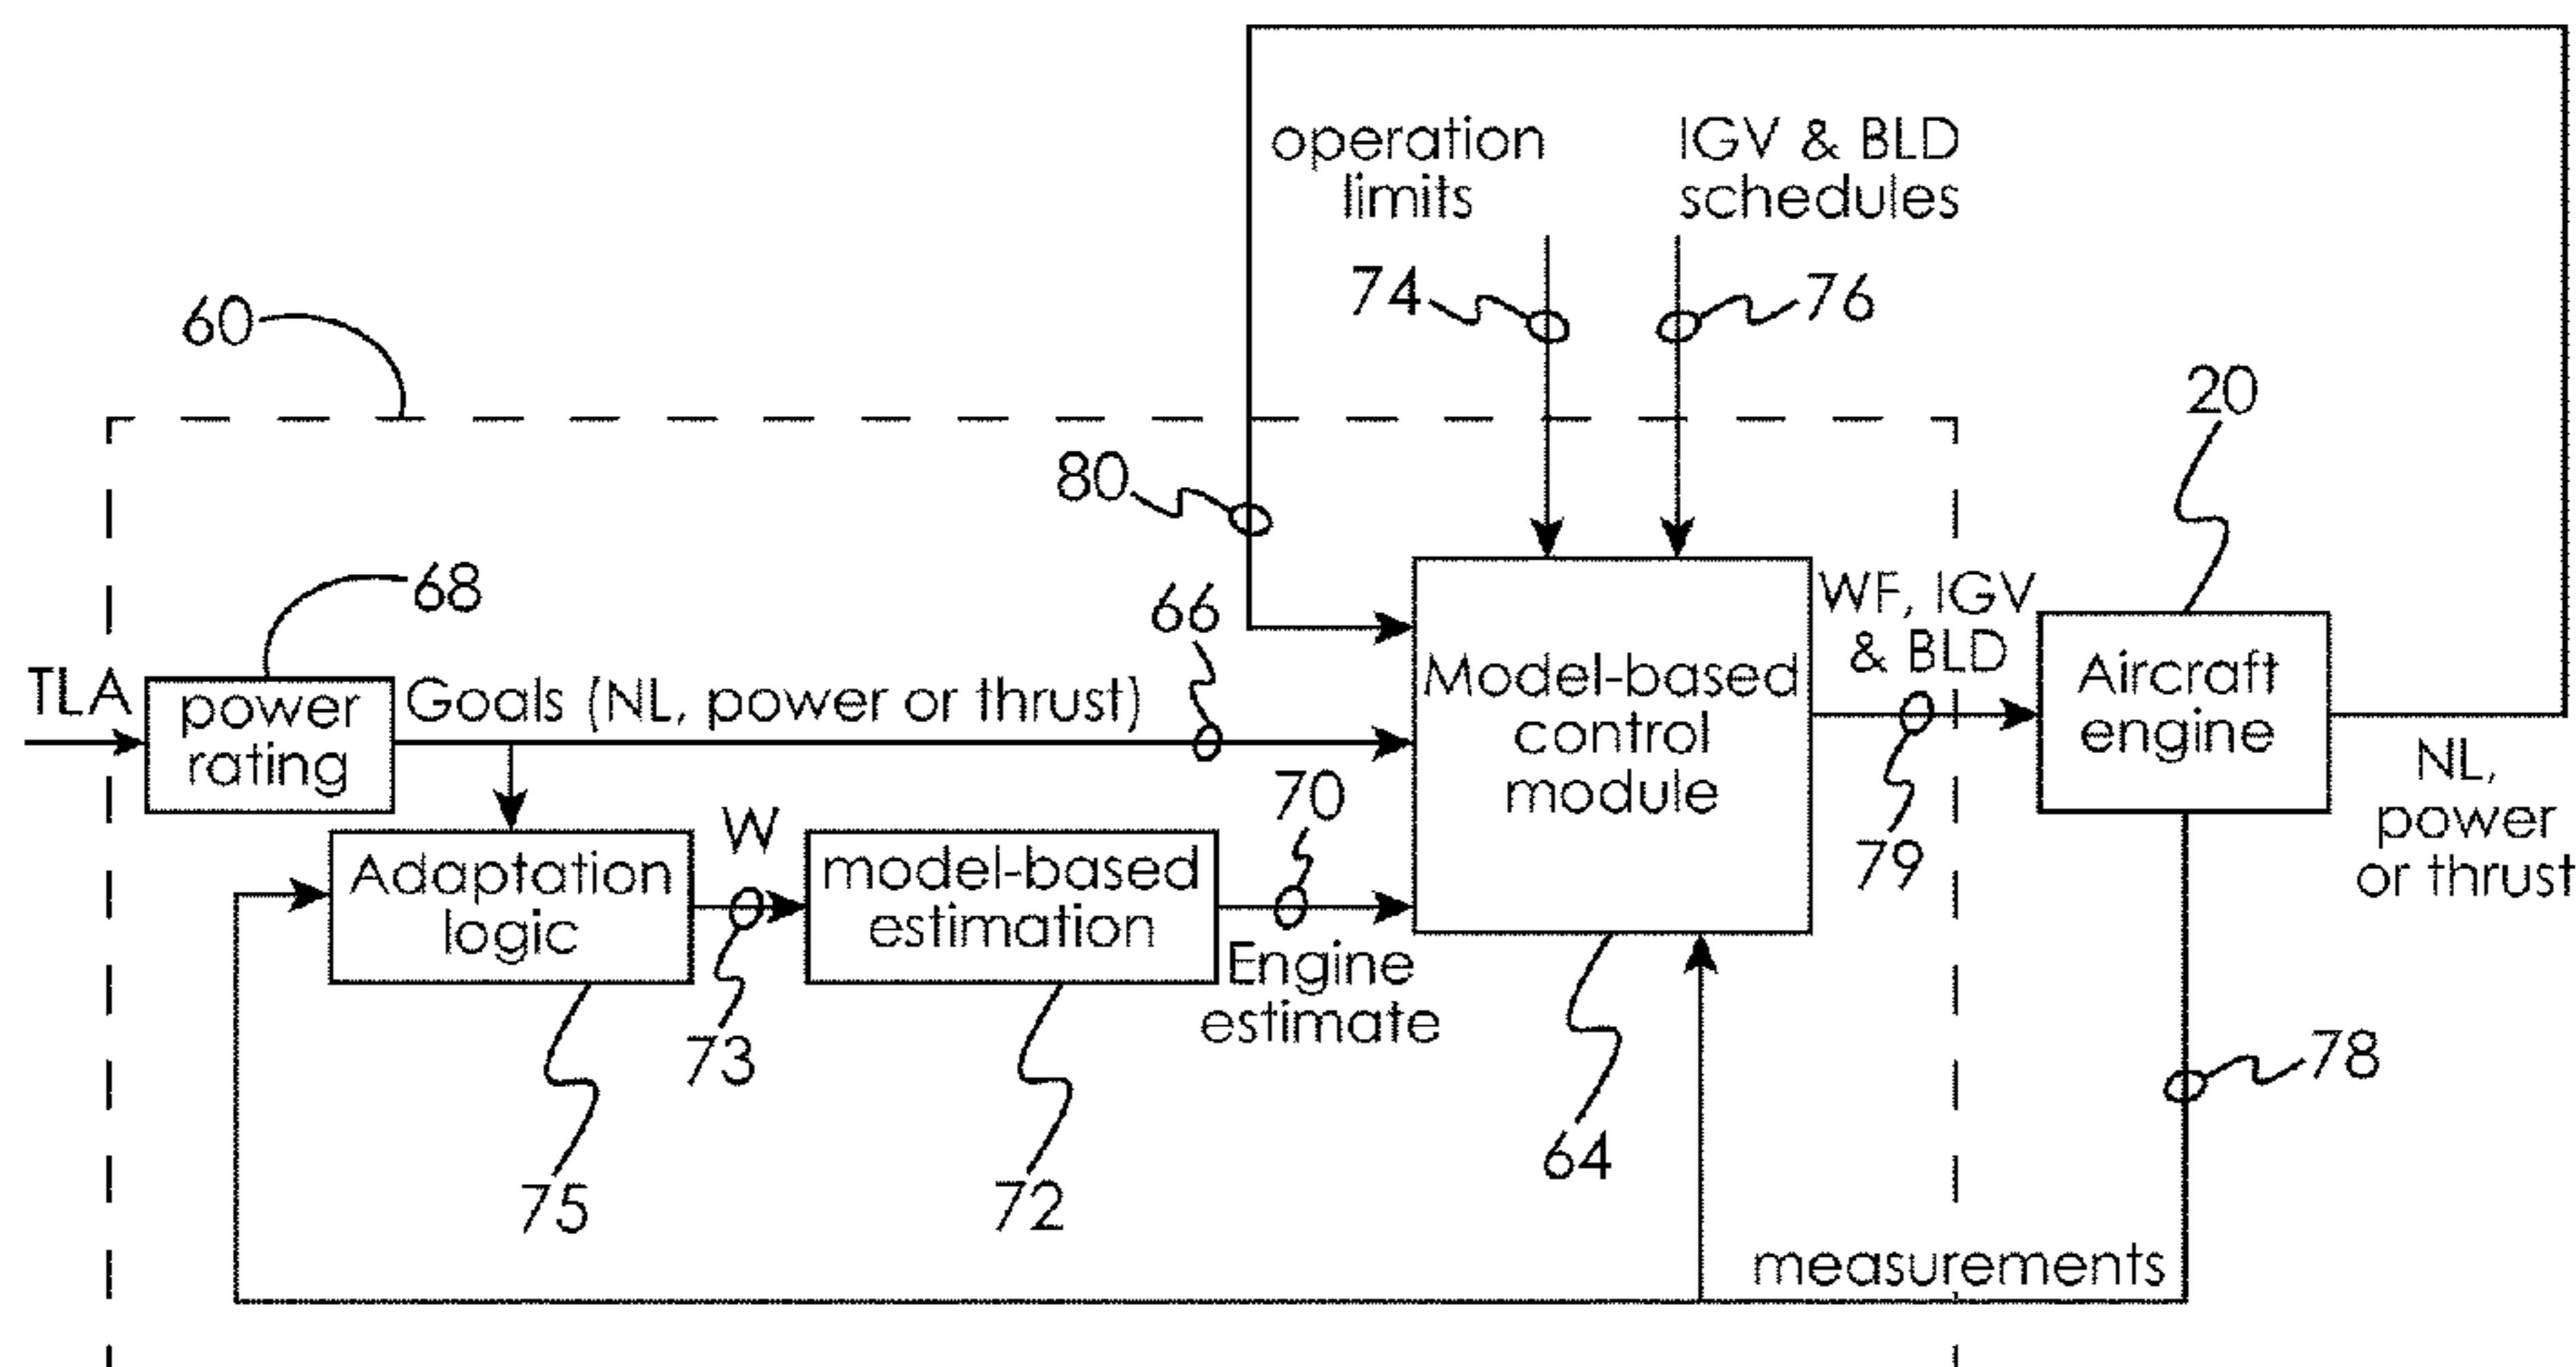 operation
limits
IGV & BLD
schedules
74
76
60
20
80
68
66
WF, IGV
& BLD
TLA
power
rating
Goals (NL, power or thrust)
Model-based
control
module
Aircraft
engine
NL,
power
or thrust
70
79
W
Adaptation
logic
model-based
estimation
Engine
estimate
73
78
75
72
64
measurements